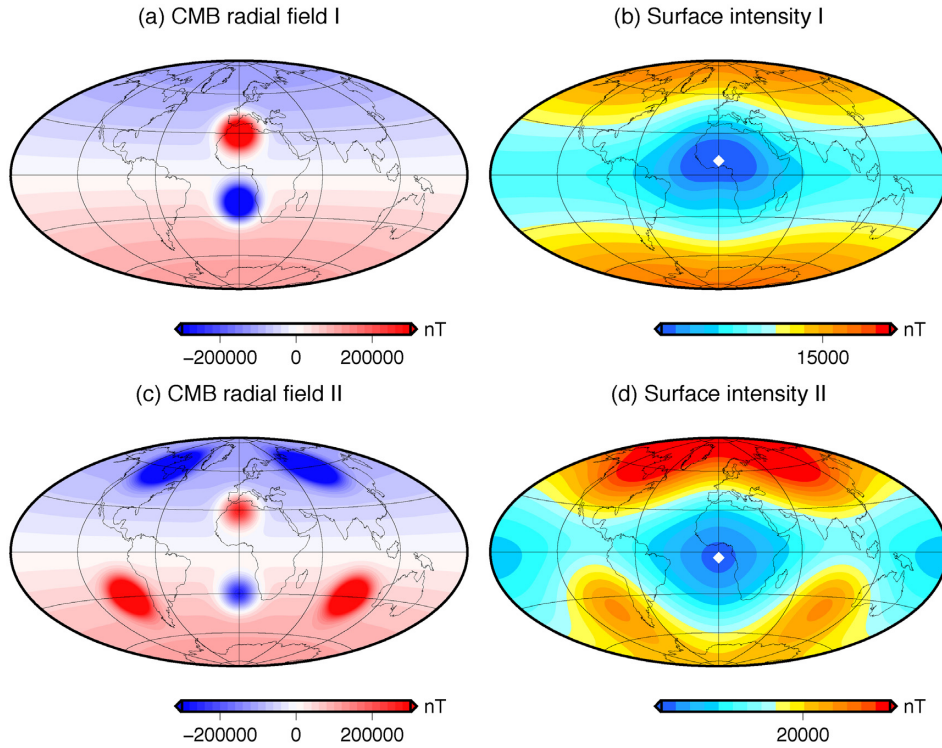 (a) CMB radial field I
(b) Surface intensity I
nT
−200000 0 200000
nT
15000
(c) CMB radial field II
(d) Surface intensity II
nT
−200000 0 200000
nT
20000